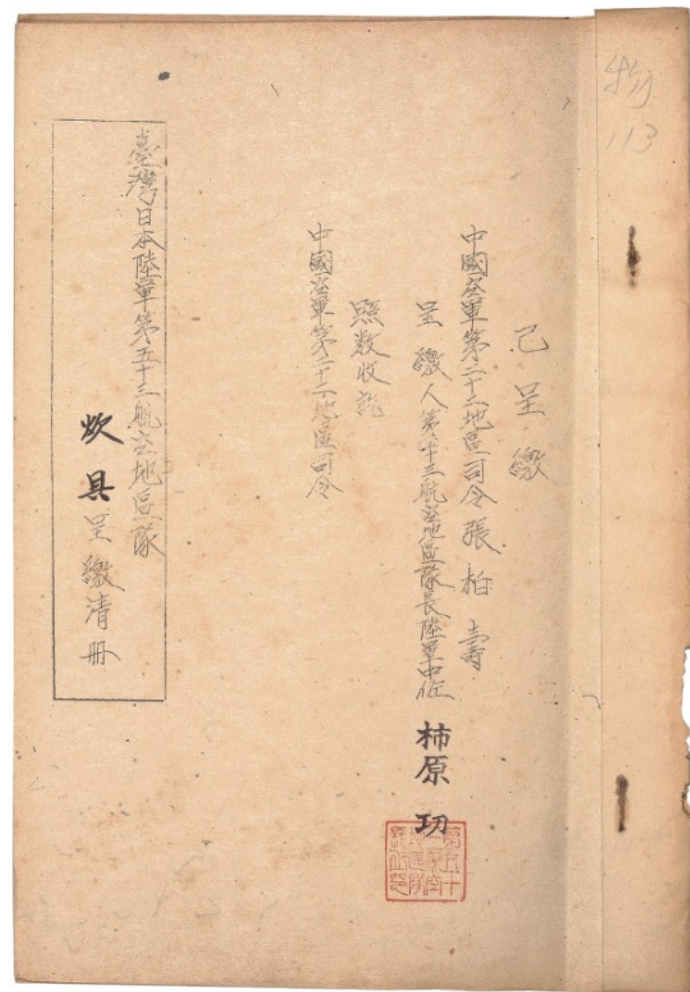 物
113
已呈繳
中國空軍第二十二地區司令張柏壽
呈繳人第五十三航空地區隊長陸軍中佐 柿原 功
照数收訖
中國空軍第二十二地區司令
臺灣日本陸軍第五十三航空地區隊
炊具呈繳清冊